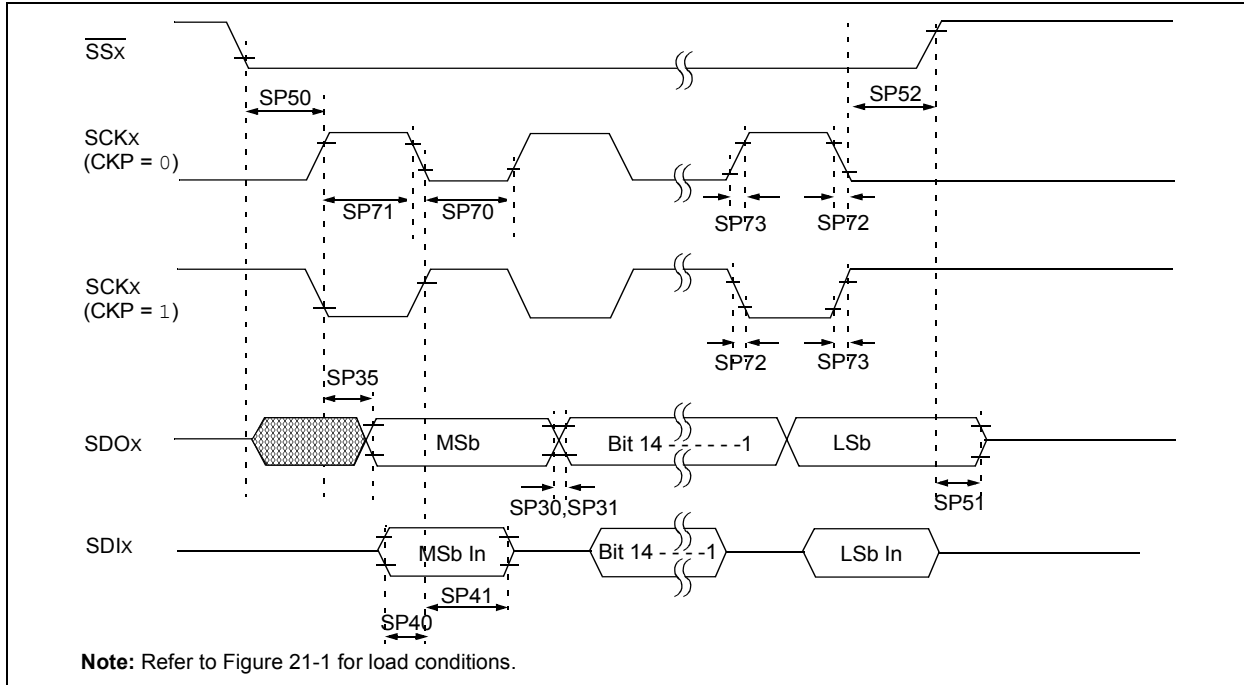 SSx
SP50
SP52
SCKx
(CKP = 0)
SP71
SP70
SP73
SP72
SCKx
(CKP = 1)
SP72
SP73
SP35
SDOx
MSb
Bit 14 - - - - - -1
LSb
SP30,SP31
SP51
SDIx
MSb In
Bit 14 - - - -1
LSb In
SP41
SP40
Note: Refer to Figure 21-1 for load conditions.